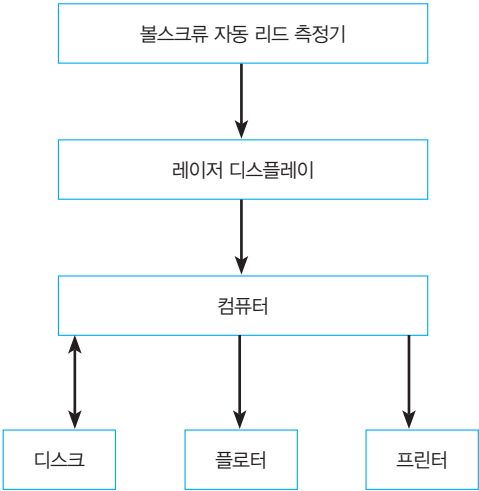 볼스크류 자동 리드 측정기
레이저 디스플레이
컴퓨터
디스크
플로터
프린터